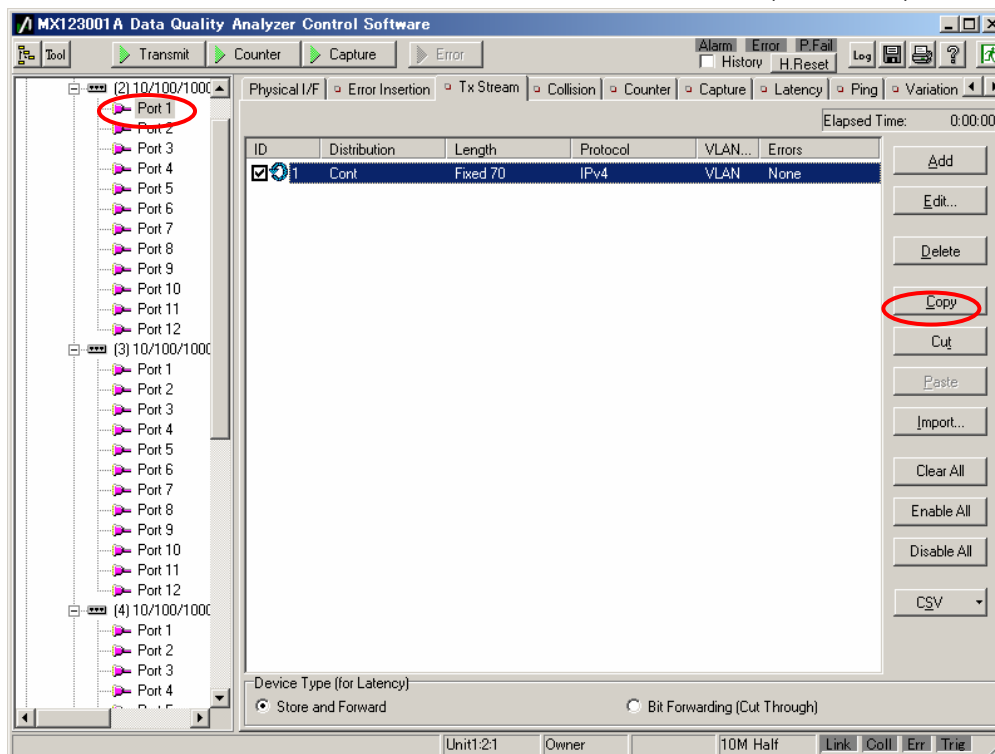 MX123001A Data Quality Analyzer Control Software
Tool Transmit Counter Capture Error Alarm Error P.Fail History H.Reset Log
Physical I/F Error Insertion Tx Stream Collision Counter Capture Latency Ping Variation
Elapsed Time: 0:00:00
(2) 10/100/1000
Port 1
Port 2
Port 3
Port 4
Port 5
Port 6
Port 7
Port 8
Port 9
Port 10
Port 11
Port 12
(3) 10/100/1000
Port 1
Port 2
Port 3
Port 4
Port 5
Port 6
Port 7
Port 8
Port 9
Port 10
Port 11
Port 12
(4) 10/100/1000
Port 1
Port 2
Port 3
Port 4
ID Distribution Length Protocol VLAN... Errors
1 Cont Fixed 70 IPv4 VLAN None
Add
Edit...
Delete
Copy
Cut
Paste
Import...
Clear All
Enable All
Disable All
CSV
Device Type (for Latency)
Store and Forward Bit Forwarding (Cut Through)
Unit1:2:1 Owner 10M Half Link Coll Err Trig